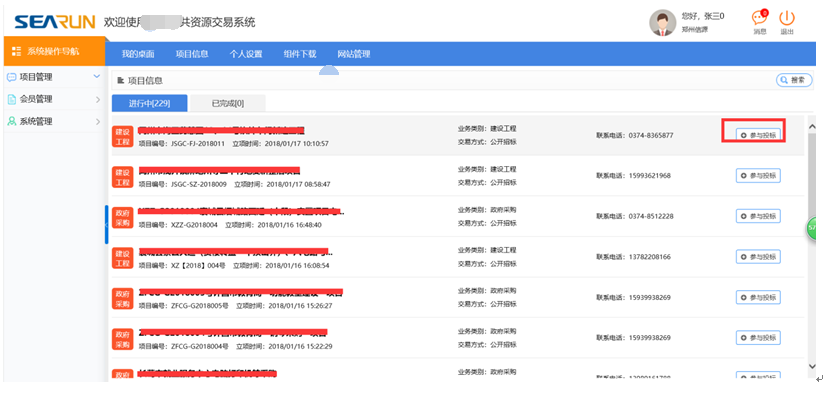 SEARUN 欢迎使用 共资源交易系统
您好，张三0
郑州信源
消息 退出
系统操作导航
我的桌面 项目信息 个人设置 组件下载 网站管理
项目管理
会员管理
系统管理
项目信息
搜索
进行中[229] 已完成[0]
建设工程
项目编号：JSGC-FJ-2018011 立项时间：2018/01/17 10:10:57
业务类别：建设工程
交易方式：公开招标
联系电话：0374-8365877
参与投标
建设工程
项目编号：JSGC-SZ-2018009 立项时间：2018/01/17 08:58:47
业务类别：建设工程
交易方式：公开招标
联系电话：15993621968
参与投标
政府采购
项目编号：XZZ-G2018004 立项时间：2018/01/16 16:48:40
业务类别：政府采购
交易方式：公开招标
联系电话：0374-8512228
参与投标
建设工程
项目编号：XZ【2018】004号 立项时间：2018/01/16 16:08:54
业务类别：建设工程
交易方式：公开招标
联系电话：13782208166
参与投标
政府采购
项目编号：ZFCG-G2018005号 立项时间：2018/01/16 15:26:27
业务类别：政府采购
交易方式：公开招标
联系电话：15939938269
参与投标
政府采购
项目编号：ZFCG-G2018004号 立项时间：2018/01/16 15:22:29
业务类别：政府采购
交易方式：公开招标
联系电话：15939938269
参与投标
政府
业务类别：政府采购
参与投标